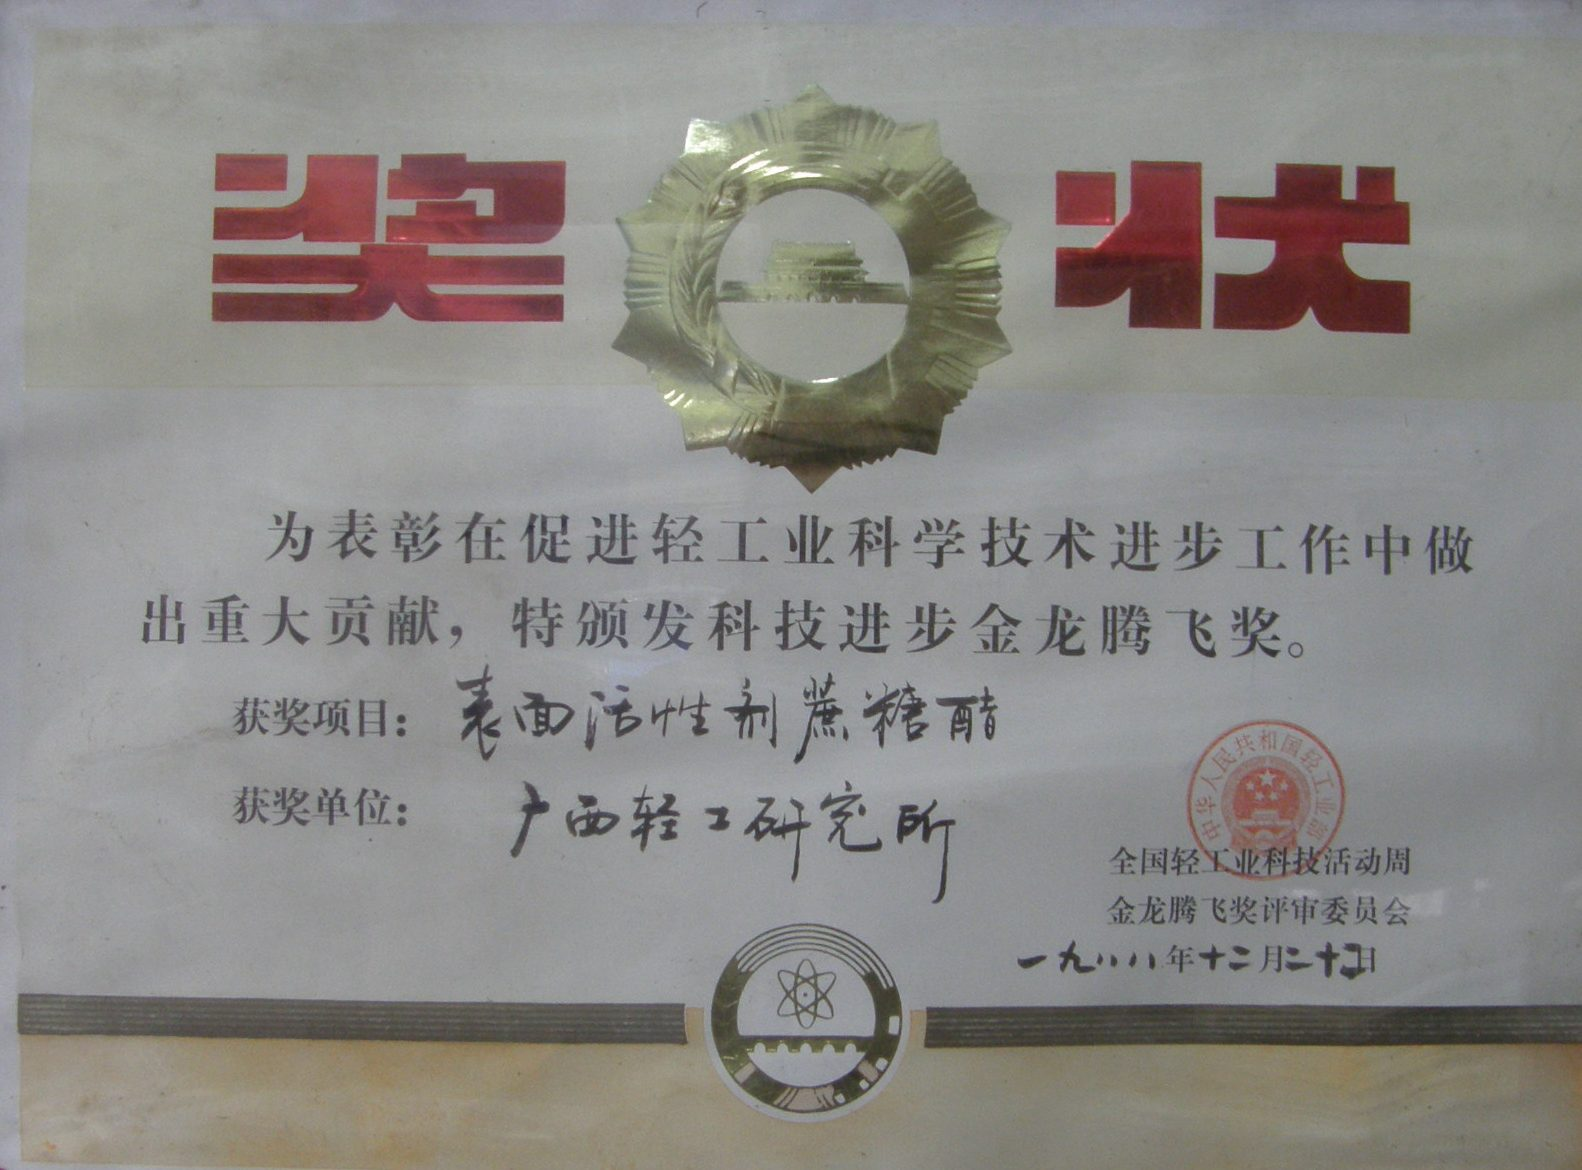 奖状
为表彰在促进轻工业科学技术进步工作中做
出重大贡献，特颁发科技进步金龙腾飞奖。
获奖项目：表面活性剂蔗糖酯
获奖单位：广西轻工研究所
中华人民共和国轻工业部
全国轻工业科技活动周
金龙腾飞奖评审委员会
一九八八年十二月二十五日